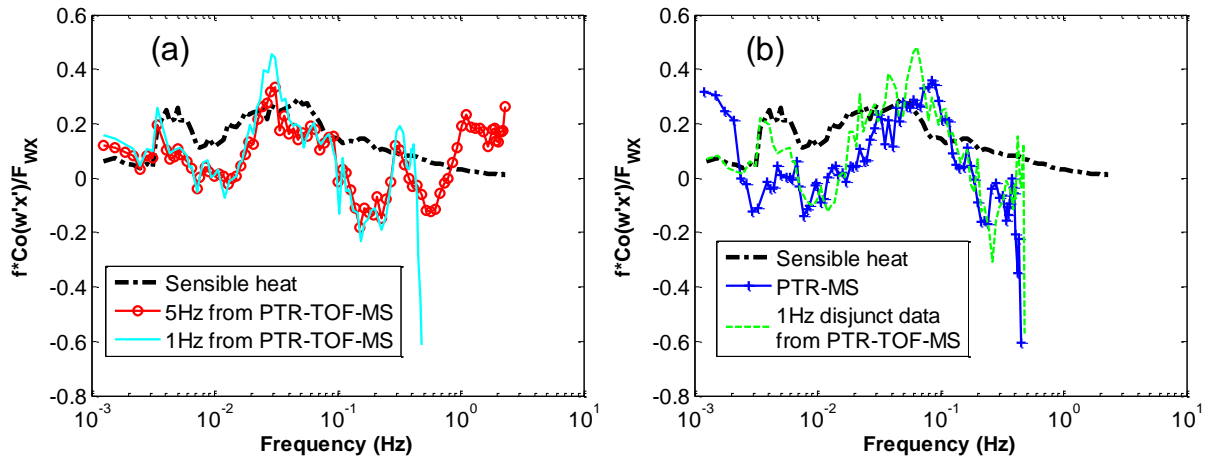 (a)
f*Co(w'x')/F_WX
0.6
0.4
0.2
0
-0.2
-0.4
-0.6
-0.8
Sensible heat
5Hz from PTR-TOF-MS
1Hz from PTR-TOF-MS
10^-3
10^-2
10^-1
10^0
10^1
Frequency (Hz)
(b)
f*Co(w'x')/F_WX
0.6
0.4
0.2
0
-0.2
-0.4
-0.6
-0.8
Sensible heat
PTR-MS
1Hz disjunct data
from PTR-TOF-MS
10^-3
10^-2
10^-1
10^0
10
Frequency (Hz)